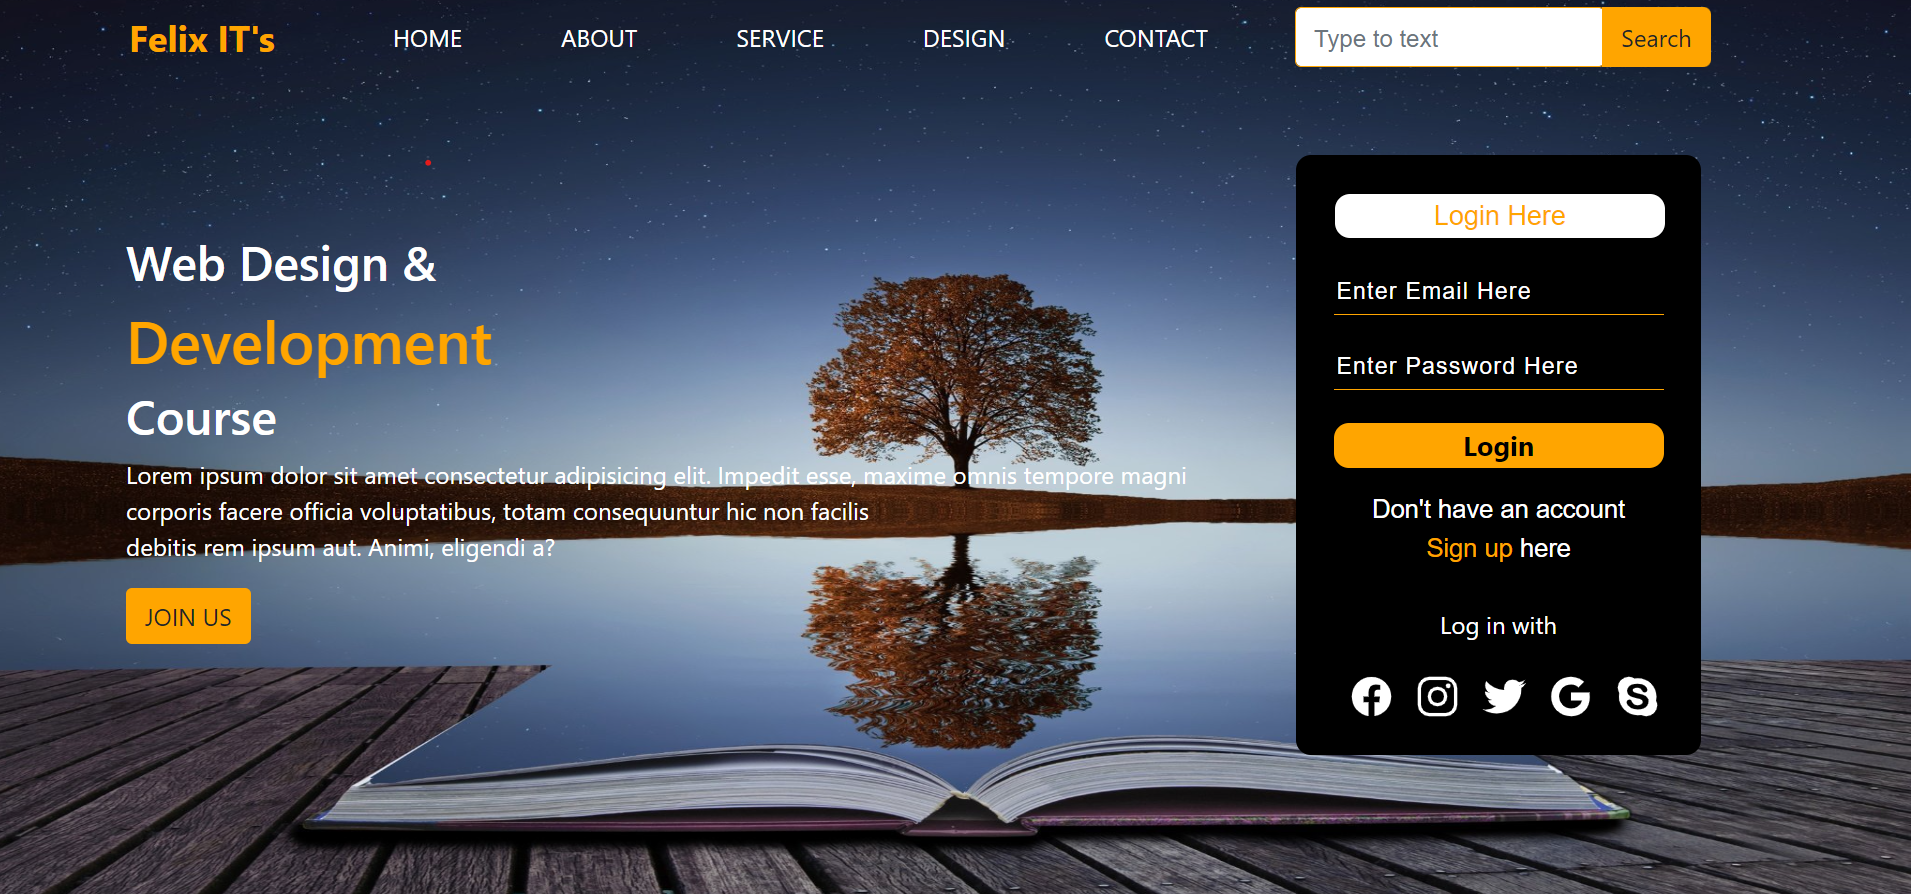 Felix IT's HOME ABOUT SERVICE DESIGN CONTACT Type to text Search
Web Design &
Development
Course
Lorem ipsum dolor sit amet consectetur adipisicing elit. Impedit esse, maxime omnis tempore magni
corporis facere officia voluptatibus, totam consequuntur hic non facilis
debitis rem ipsum aut. Animi, eligendi a?
JOIN US
Login Here
Enter Email Here
Enter Password Here
Login
Don't have an account
Sign up here
Log in with